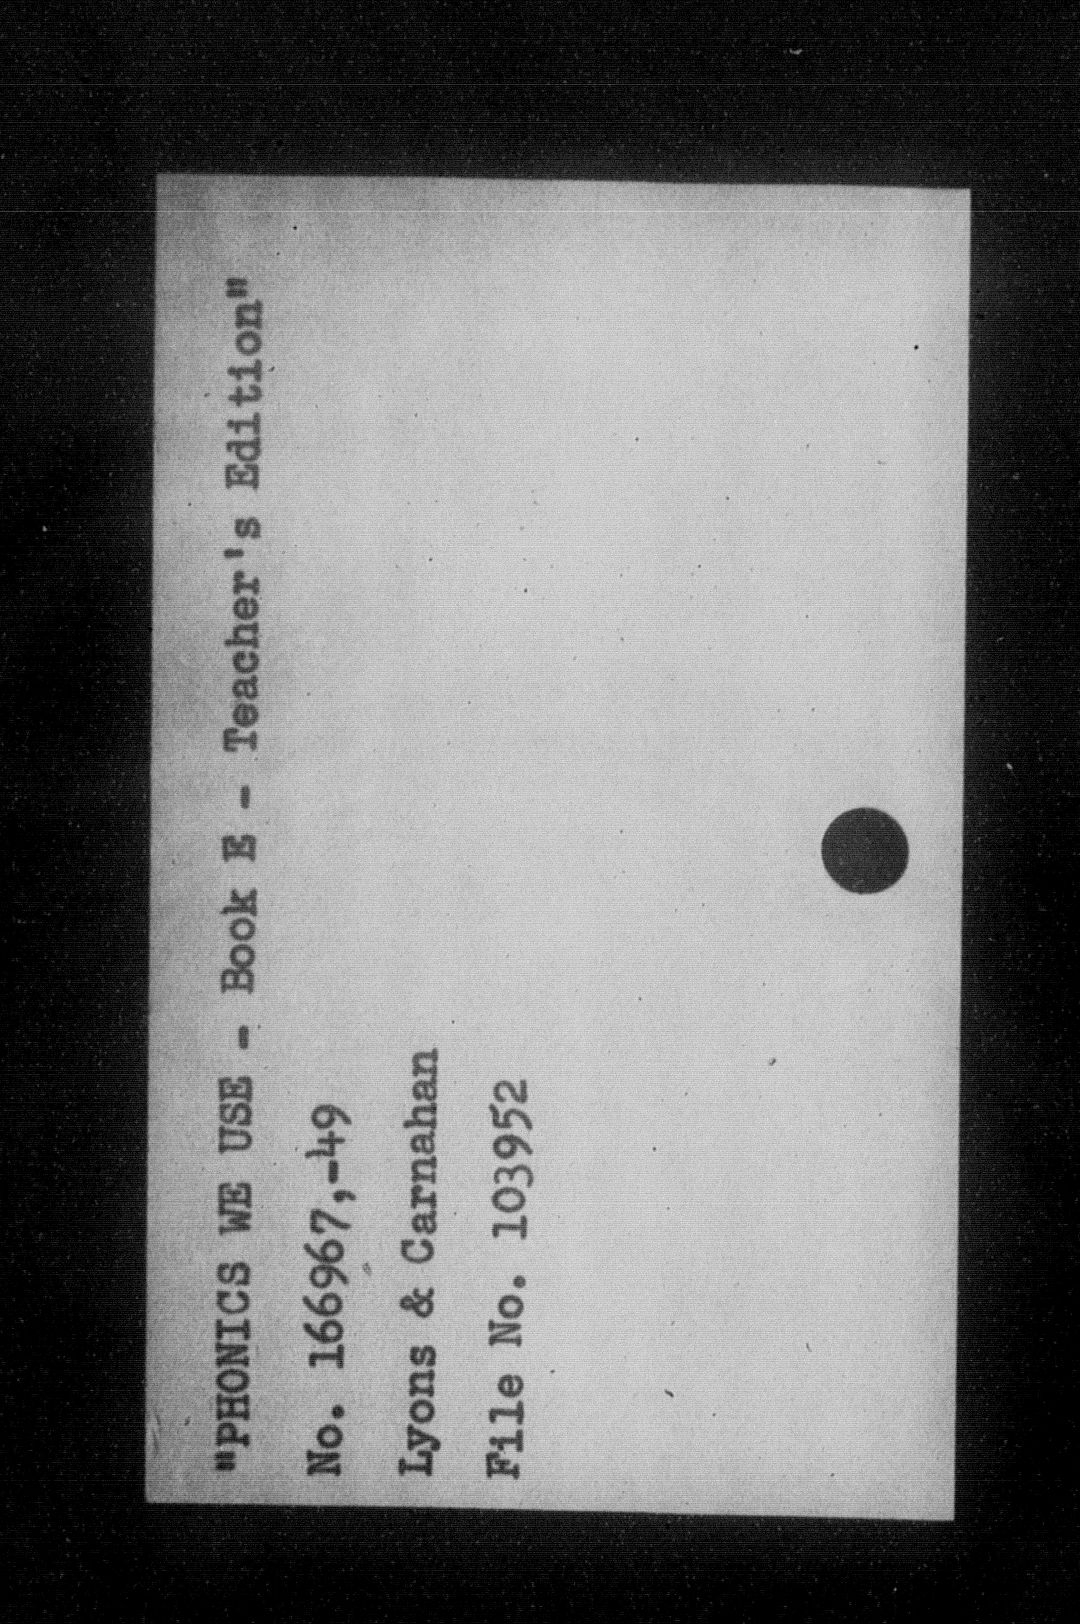 "PHONICS WE USE - Book E - Teacher's Edition"
No. 166967,-49
Lyons & Carnahan
File No. 103952